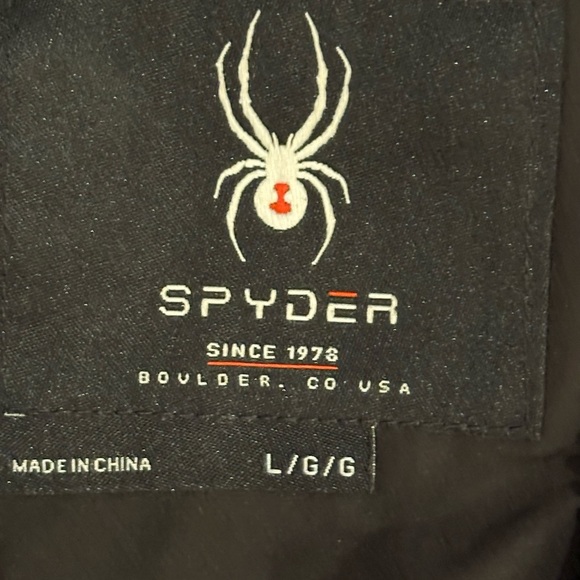 SPYDER
SINCE 1978
BOULDER. CO USA
MADE IN CHINA
L/G/G